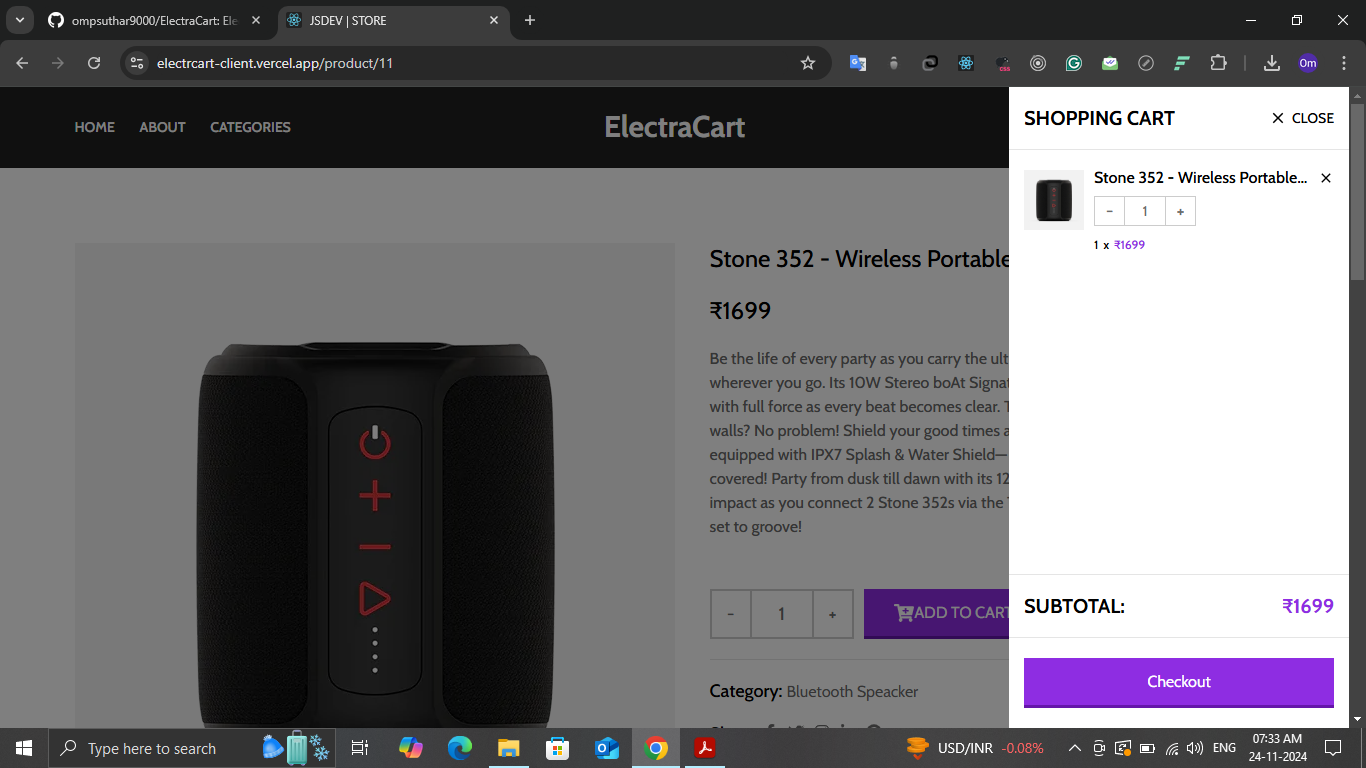 ompsuthar9000/ElectraCart: Ele
JSDEV | STORE
electrcart-client.vercel.app/product/11
Om
HOME
ABOUT
CATEGORIES
ElectraCart
Stone 352 - Wireless Portable
₹1699
Be the life of every party as you carry the ult
wherever you go. Its 10W Stereo boAt Signat
with full force as every beat becomes clear. T
walls? No problem! Shield your good times a
equipped with IPX7 Splash & Water Shield—
covered! Party from dusk till dawn with its 12
impact as you connect 2 Stone 352s via the T
set to groove!
- 1 +
ADD TO CART
Category: Bluetooth Speacker
SHOPPING CART
CLOSE
Stone 352 - Wireless Portable...
- 1 +
1 x ₹1699
SUBTOTAL:
₹1699
Checkout
Type here to search
USD/INR -0.08%
ENG
07:33 AM
24-11-2024